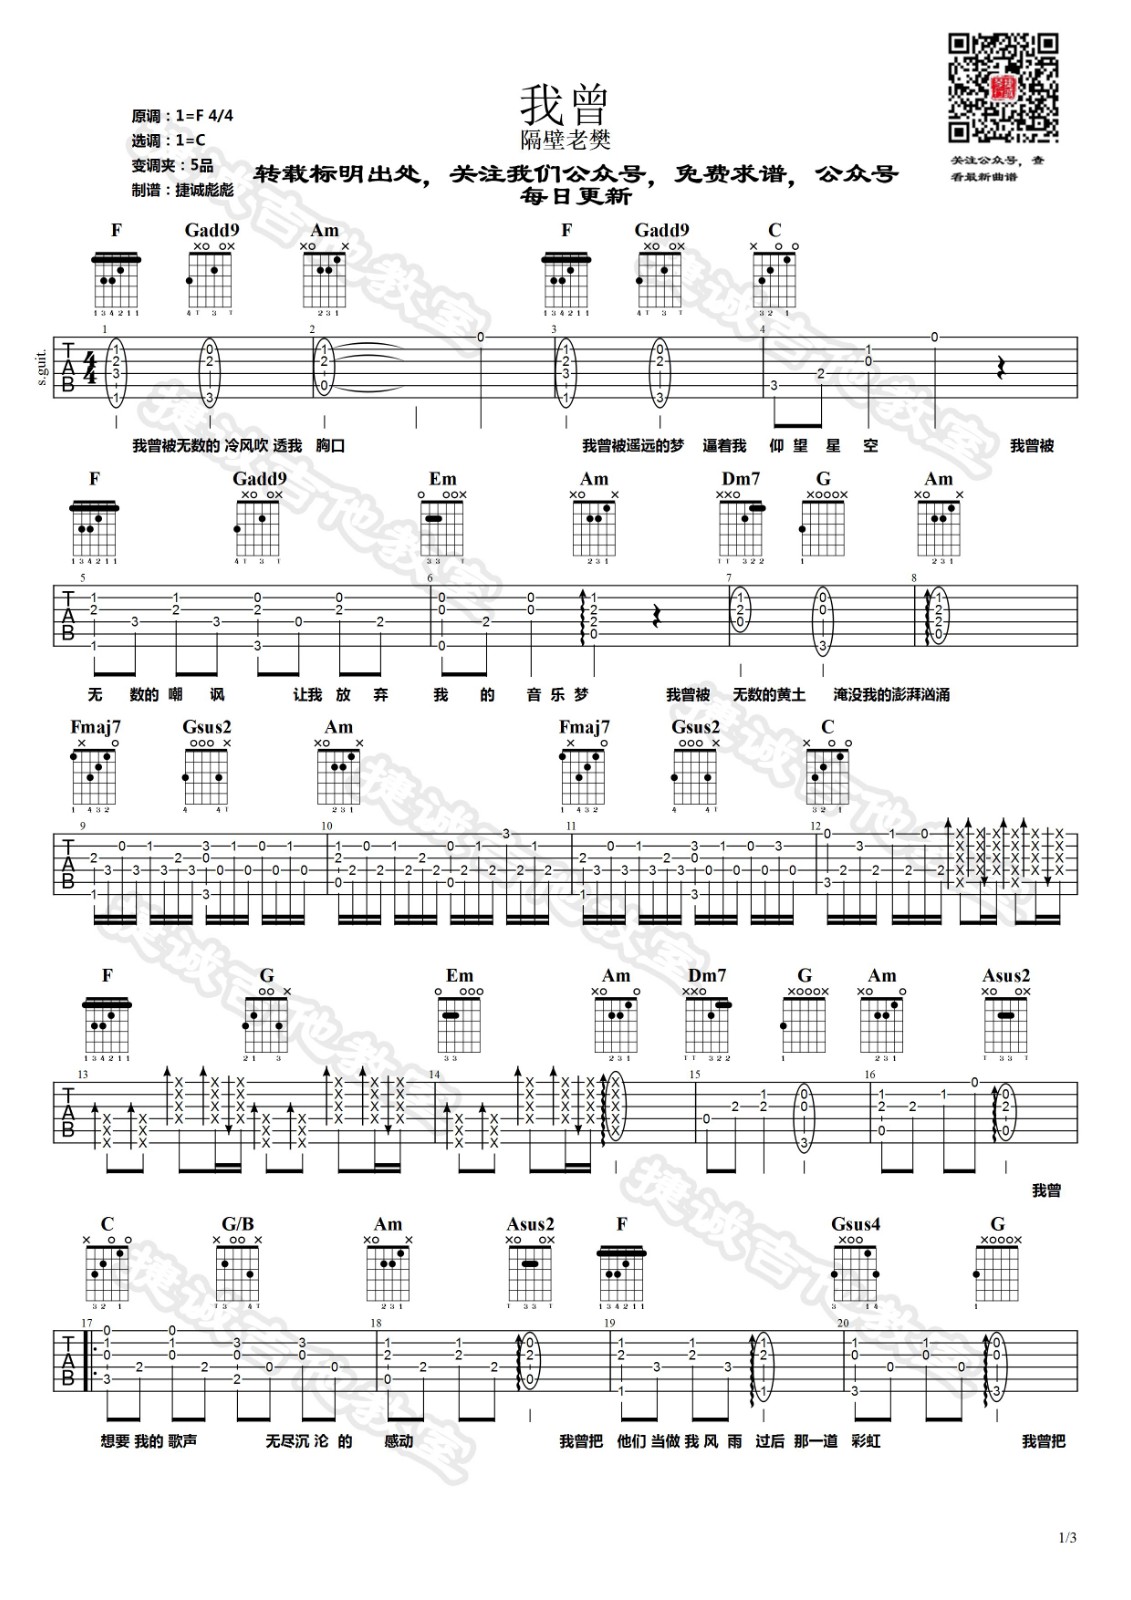 我曾
隔壁老樊
原调：1=F 4/4
选调：1=C
变调夹：5品
制谱：捷诚彪彪
转载标明出处，关注我们公众号，免费求谱，公众号
每日更新
关注公众号，查
看最新曲谱
F Gadd9 Am F Gadd9 C
s.guit.
我曾被无数的 冷风吹 透我 胸口 我曾被遥远的梦 逼着我 仰 望 星 空 我曾被
F Gadd9 Em Am Dm7 G Am
无 数的 嘲 讽 让我 放 弃 我 的 音 乐 梦 我曾被 无数的黄土 淹没我的澎湃汹涌
Fmaj7 Gsus2 Am Fmaj7 Gsus2 C
F G Em Am Dm7 G Am Asus2
我曾
C G/B Am Asus2 F Gsus4 G
想要 我的 歌声 无尽沉 沦 的 感动 我曾把 他们 当做 我 风 雨 过后 那一道 彩虹 我曾把
1/3
捷诚吉他教室